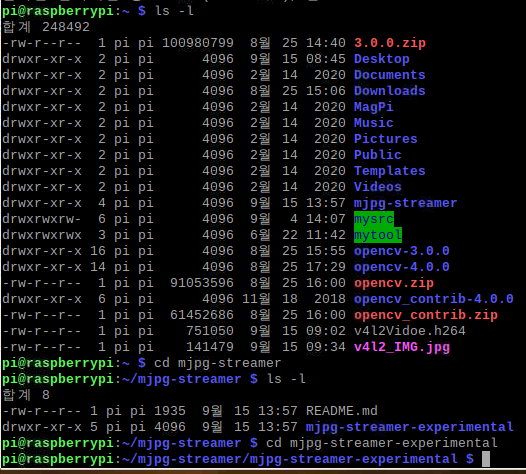 pi@raspberrypi:~ $ ls -l
합계 248492
-rw-r--r-- 1 pi pi 100980799 8월 25 14:40 3.0.0.zip
drwxr-xr-x 2 pi pi 4096 9월 15 08:45 Desktop
drwxr-xr-x 2 pi pi 4096 2월 14 2020 Documents
drwxr-xr-x 2 pi pi 4096 8월 25 15:06 Downloads
drwxr-xr-x 2 pi pi 4096 2월 14 2020 MagPi
drwxr-xr-x 2 pi pi 4096 2월 14 2020 Music
drwxr-xr-x 2 pi pi 4096 2월 14 2020 Pictures
drwxr-xr-x 2 pi pi 4096 2월 14 2020 Public
drwxr-xr-x 2 pi pi 4096 2월 14 2020 Templates
drwxr-xr-x 2 pi pi 4096 2월 14 2020 Videos
drwxr-xr-x 4 pi pi 4096 9월 15 13:57 mjpg-streamer
drwxrwxrw- 6 pi pi 4096 9월 4 14:07 mysrc
drwxrwxrwx 3 pi pi 4096 6월 22 11:42 mytool
drwxr-xr-x 16 pi pi 4096 8월 25 15:55 opencv-3.0.0
drwxr-xr-x 14 pi pi 4096 8월 25 17:29 opencv-4.0.0
-rw-r--r-- 1 pi pi 91053596 8월 25 16:00 opencv.zip
drwxr-xr-x 6 pi pi 4096 11월 18 2018 opencv_contrib-4.0.0
-rw-r--r-- 1 pi pi 61452686 8월 25 16:00 opencv_contrib.zip
-rw-r--r-- 1 pi pi 751050 9월 15 09:02 v4l2Vidoe.h264
-rw-r--r-- 1 pi pi 141479 9월 15 09:34 v4l2_IMG.jpg
pi@raspberrypi:~ $ cd mjpg-streamer
pi@raspberrypi:~/mjpg-streamer $ ls -l
합계 8
-rw-r--r-- 1 pi pi 1935 9월 15 13:57 README.md
drwxr-xr-x 5 pi pi 4096 9월 15 13:57 mjpg-streamer-experimental
pi@raspberrypi:~/mjpg-streamer $ cd mjpg-streamer-experimental
pi@raspberrypi:~/mjpg-streamer/mjpg-streamer-experimental $